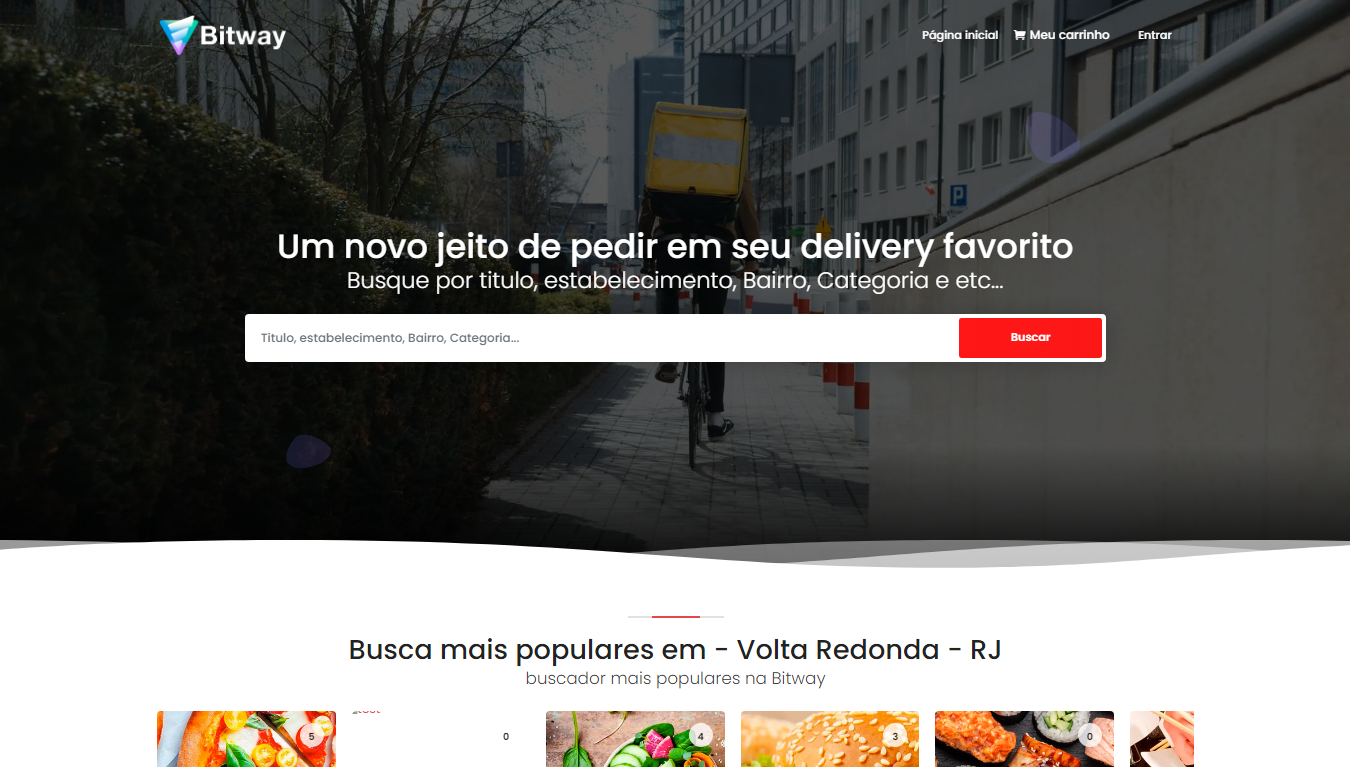 Bitway
Página inicial
Meu carrinho
Entrar
P
Um novo jeito de pedir em seu delivery favorito
Busque por titulo, estabelecimento, Bairro, Categoria e etc...
Titulo, estabelecimento, Bairro, Categoria...
Buscar
Busca mais populares em - Volta Redonda - RJ
buscador mais populares na Bitway
5
0
4
3
0